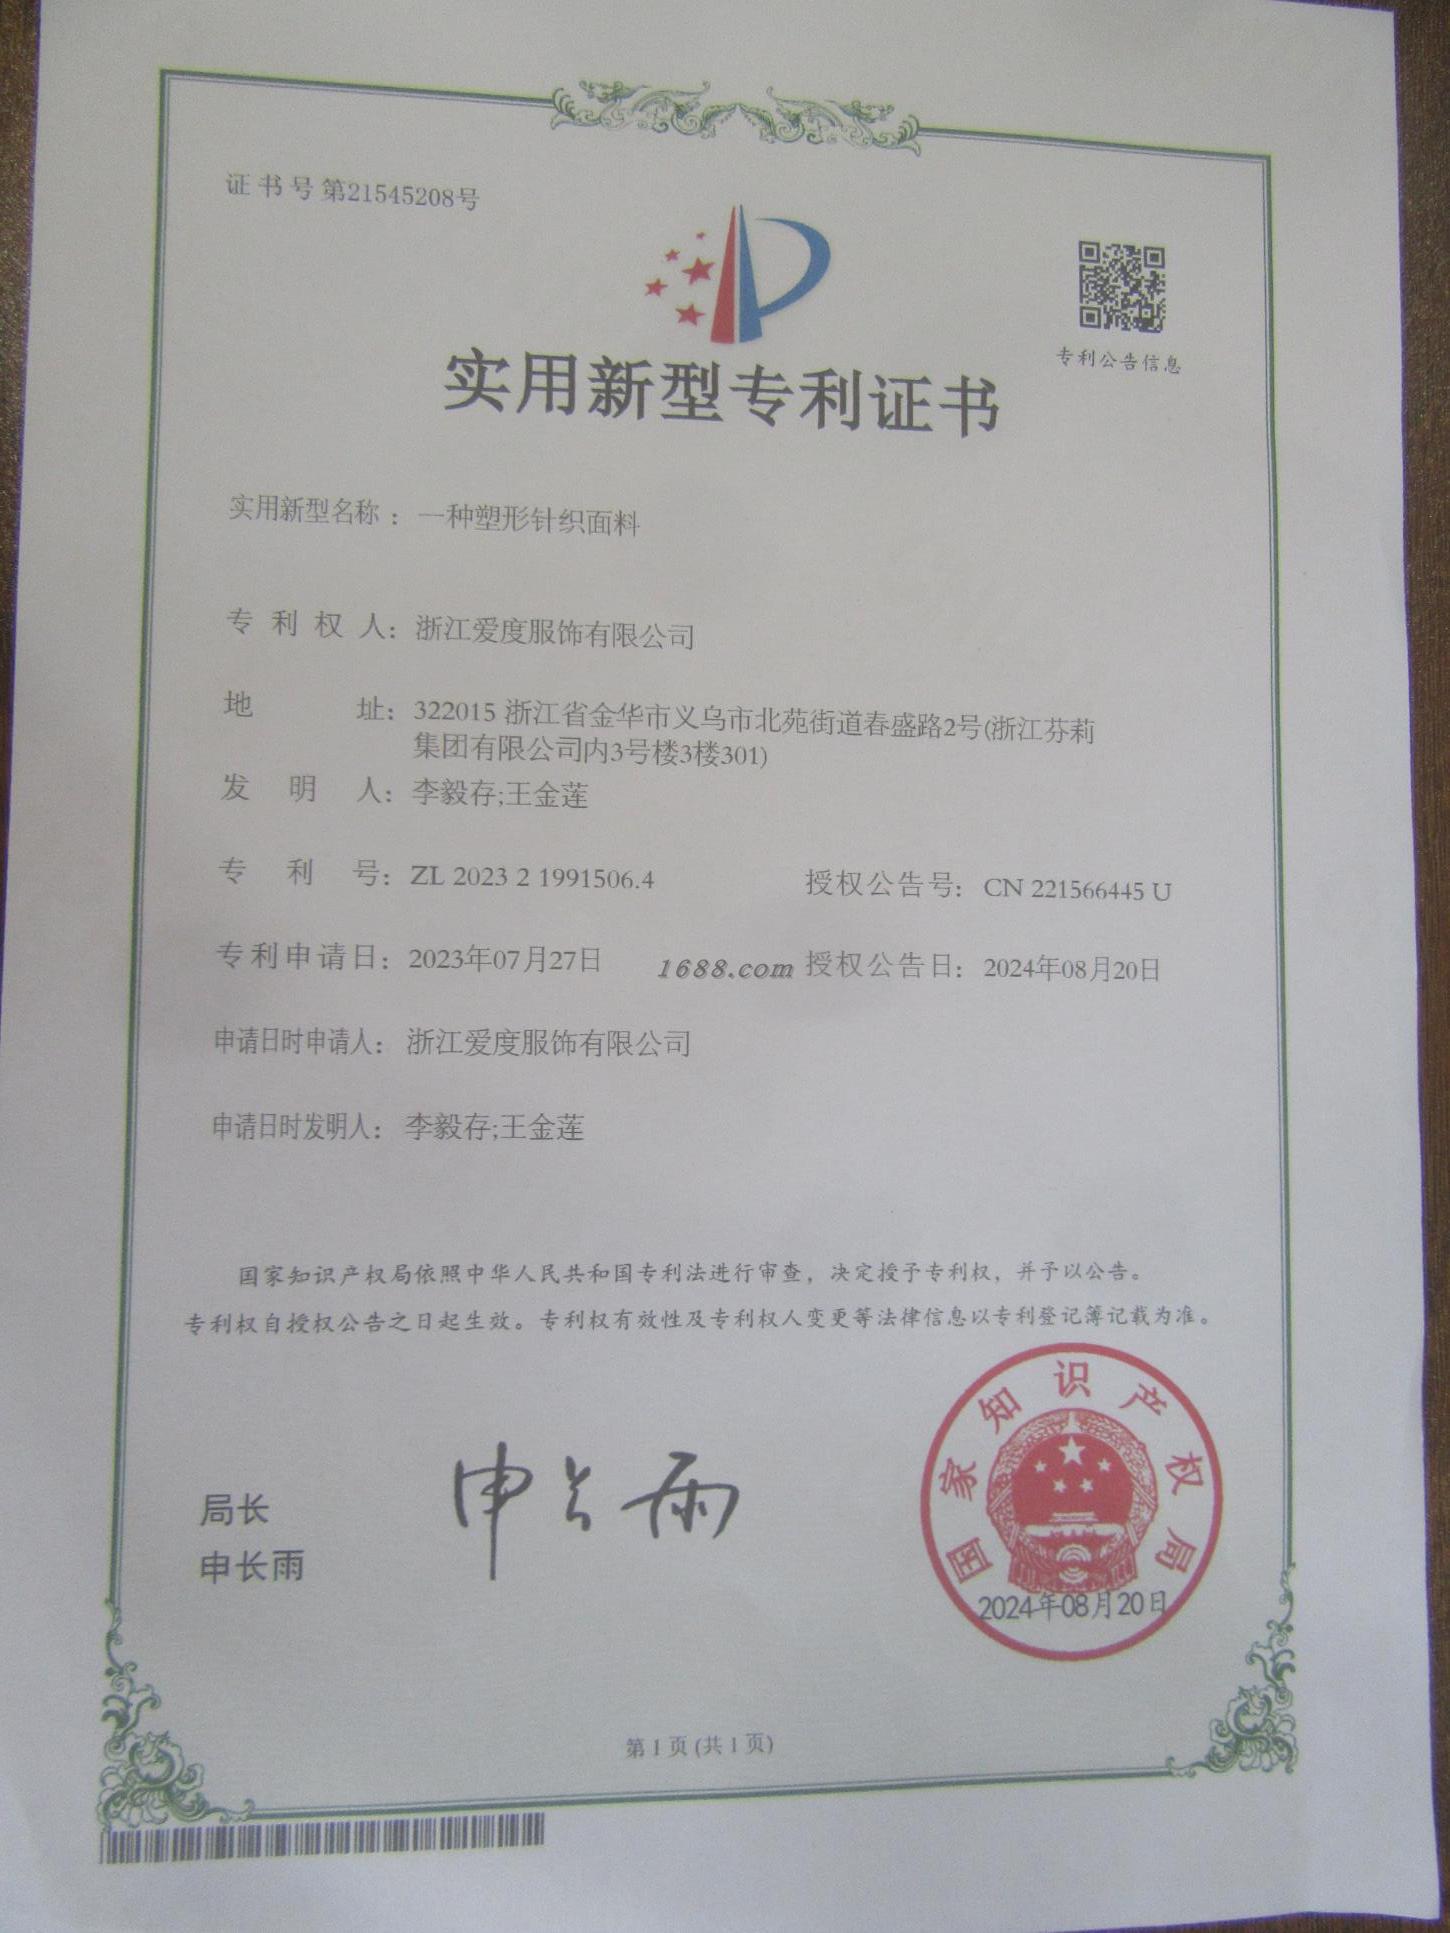 证书号第21545208号
专利公告信息
实用新型专利证书
实用新型名称：一种塑形针织面料
专利权人：浙江爱度服饰有限公司
地址：322015 浙江省金华市义乌市北苑街道春盛路2号(浙江芬莉
集团有限公司内3号楼3楼301)
发明人：李毅存;王金莲
专利号：ZL 2023 2 1991506.4 授权公告号：CN 221566445 U
专利申请日：2023年07月27日 1688.com 授权公告日：2024年08月20日
申请日时申请人：浙江爱度服饰有限公司
申请日时发明人：李毅存;王金莲
国家知识产权局依照中华人民共和国专利法进行审查，决定授予专利权，并予以公告。
专利权自授权公告之日起生效。专利权有效性及专利权人变更等法律信息以专利登记簿记载为准。
局长
申长雨
申长雨
国家知识产权局
2024年08月20日
第1页(共1页)